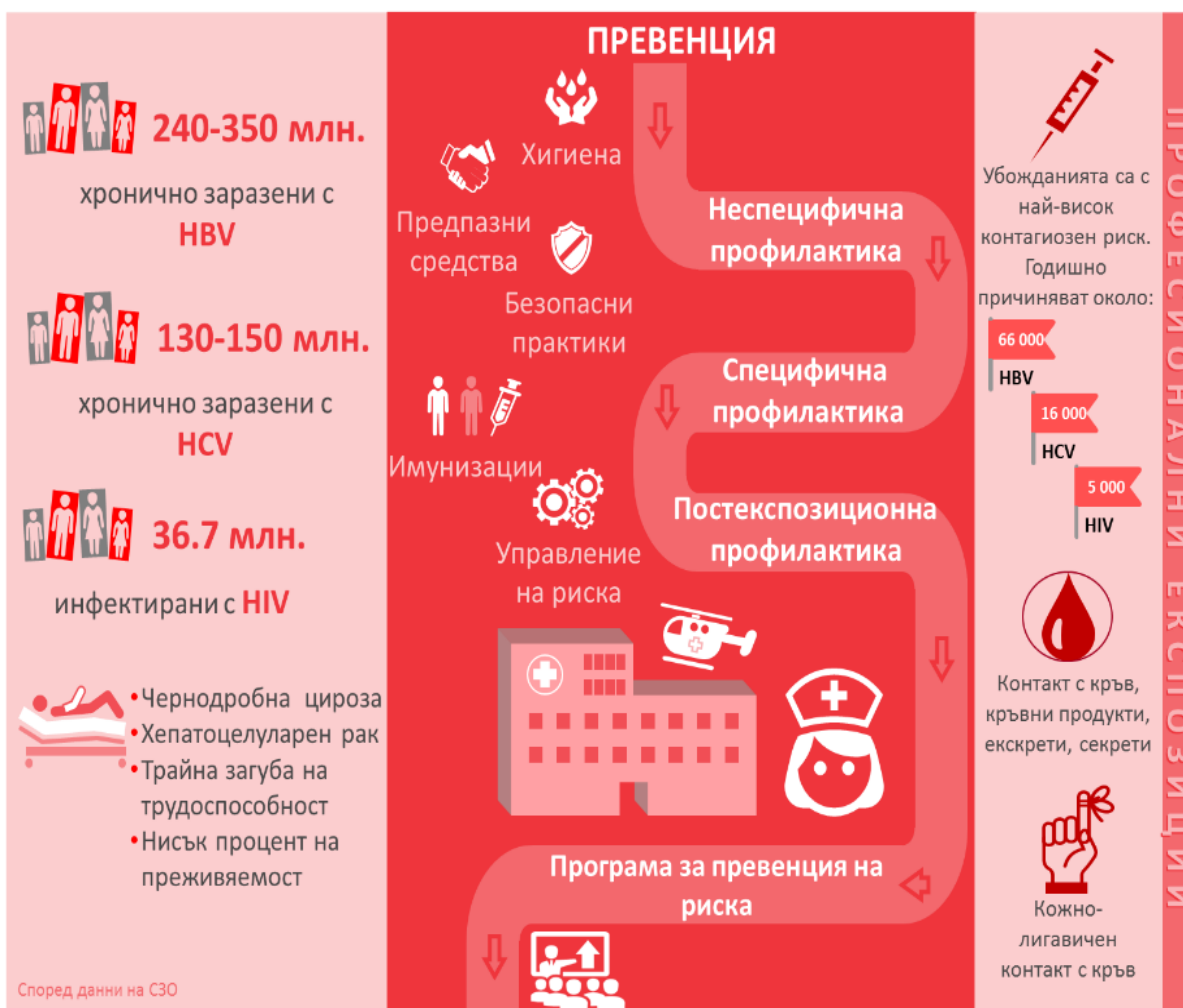 240-350 млн.
хронично заразени с
HBV
130-150 млн.
хронично заразени с
HCV
36.7 млн.
инфектирани с HIV
•Чернодробна цироза
•Хепатоцелуларен рак
•Трайна загуба на
трудоспособност
•Нисък процент на
преживяемост
Според данни на СЗО
ПРЕВЕНЦИЯ
Хигиена
Предпазни
средства
Безопасни
практики
Неспецифична
профилактика
Специфична
профилактика
Имунизации
Постекспозиционна
профилактика
Управление
на риска
Програма за превенция на
риска
Убожданията са с
най-висок
контагиозен риск.
Годишно
причиняват около:
66 000
HBV
16 000
HCV
5 000
HIV
Контакт с кръв,
кръвни продукти,
екскрети, секрети
Кожно-
лигавичен
контакт с кръв
ПРОФЕСИОНАЛНИ ЕКСПОЗИЦИИ